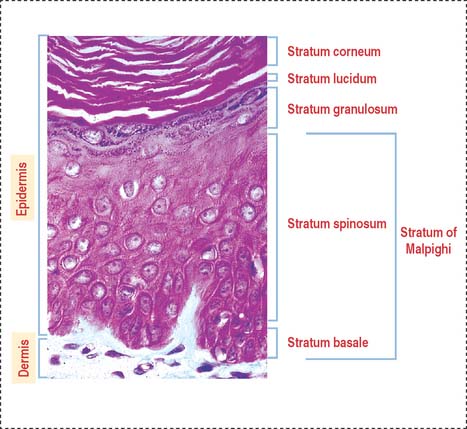 Stratum corneum
Stratum lucidum
Stratum granulosum
Epidermis
Stratum spinosum
Stratum of
Malpighi
Stratum basale
Dermis